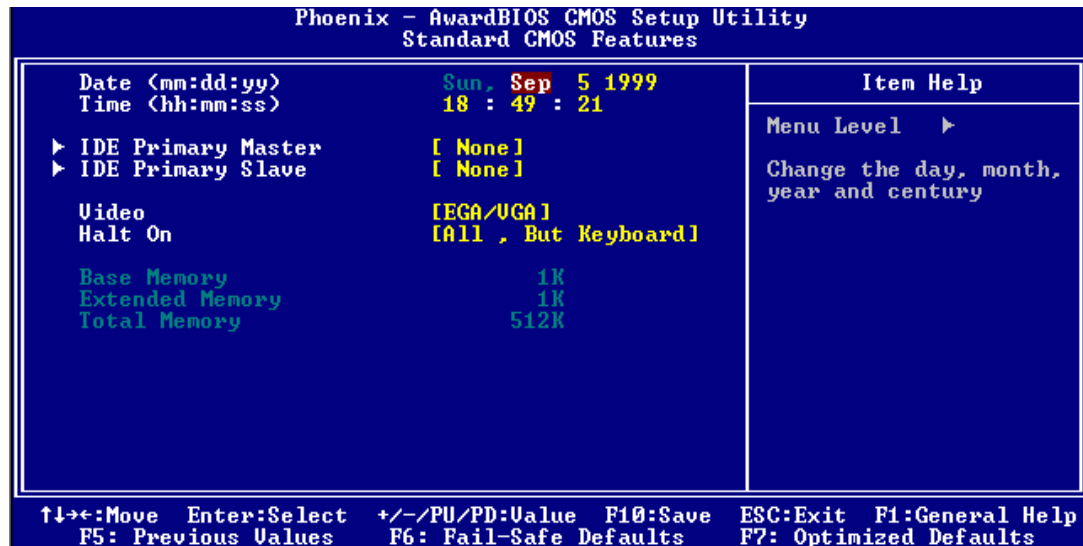 Phoenix - AwardBIOS CMOS Setup Utility
Standard CMOS Features
Date (mm:dd:yy) Sun, Sep 5 1999
Time (hh:mm:ss) 18 : 49 : 21
► IDE Primary Master [ None]
► IDE Primary Slave [ None]
Video [EGA/VGA]
Halt On [All , But Keyboard]
Base Memory 1K
Extended Memory 1K
Total Memory 512K
Item Help
Menu Level ►
Change the day, month,
year and century
↑↓→←:Move Enter:Select +/-/PU/PD:Value F10:Save ESC:Exit F1:General Help
F5: Previous Values F6: Fail-Safe Defaults F7: Optimized Defaults